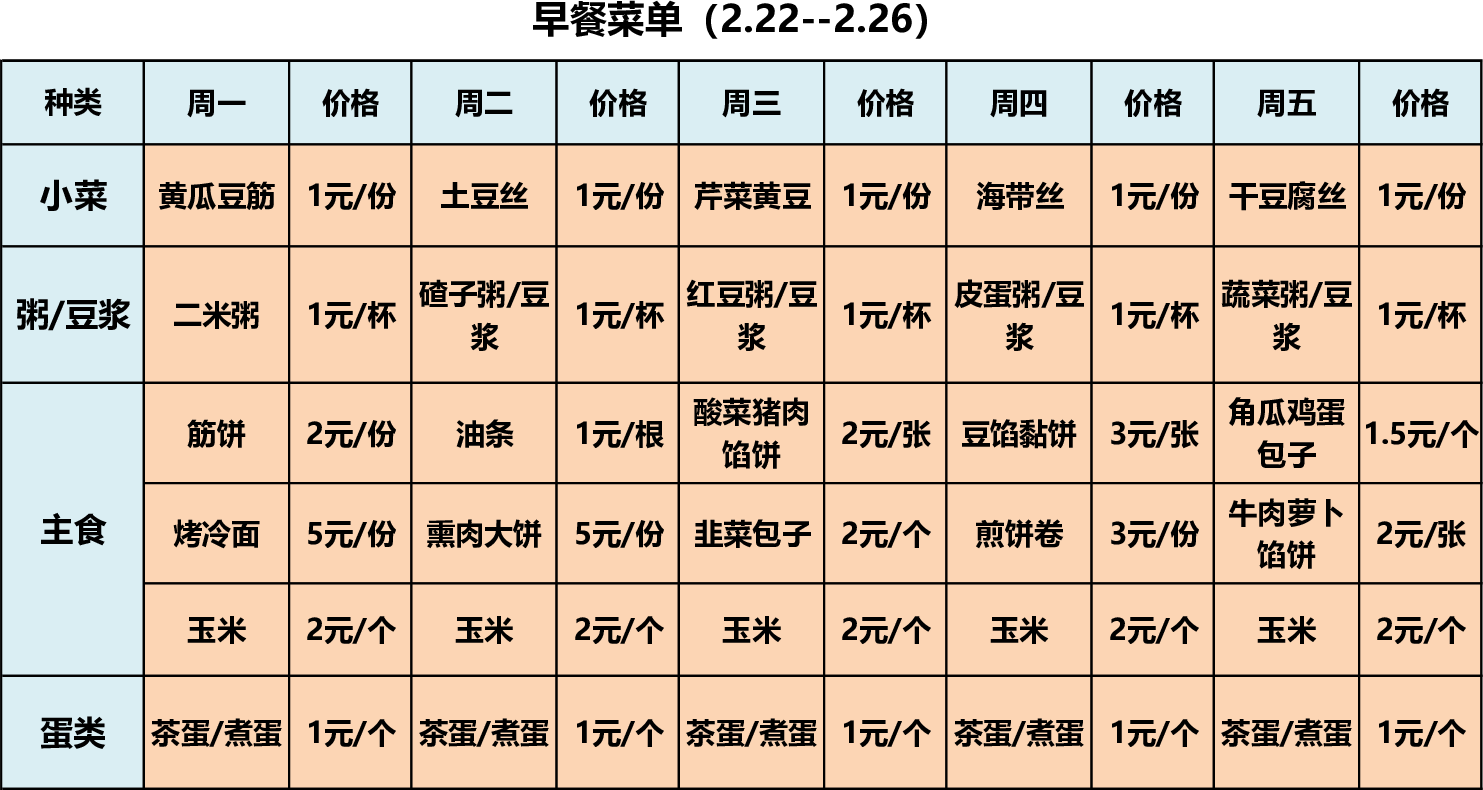 早餐菜单（2.22--2.26）
种类 周一 价格 周二 价格 周三 价格 周四 价格 周五 价格
小菜 黄瓜豆筋 1元/份 土豆丝 1元/份 芹菜黄豆 1元/份 海带丝 1元/份 干豆腐丝 1元/份
粥/豆浆 二米粥 1元/杯 碴子粥/豆浆 1元/杯 红豆粥/豆浆 1元/杯 皮蛋粥/豆浆 1元/杯 蔬菜粥/豆浆 1元/杯
主食 筋饼 2元/份 油条 1元/根 酸菜猪肉馅饼 2元/张 豆馅黏饼 3元/张 角瓜鸡蛋包子 1.5元/个
烤冷面 5元/份 熏肉大饼 5元/份 韭菜包子 2元/个 煎饼卷 3元/份 牛肉萝卜馅饼 2元/张
玉米 2元/个 玉米 2元/个 玉米 2元/个 玉米 2元/个 玉米 2元/个
蛋类 茶蛋/煮蛋 1元/个 茶蛋/煮蛋 1元/个 茶蛋/煮蛋 1元/个 茶蛋/煮蛋 1元/个 茶蛋/煮蛋 1元/个